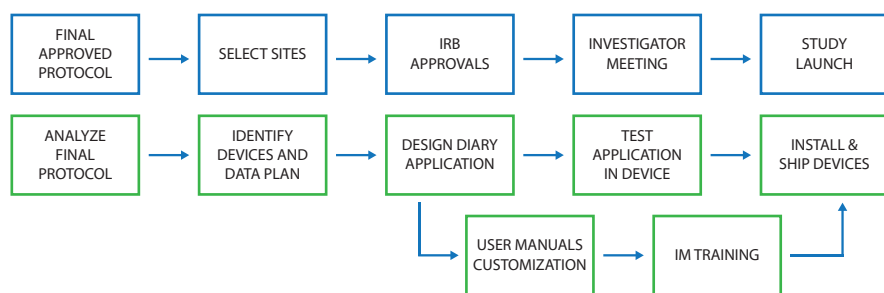 FINAL
APPROVED
PROTOCOL
SELECT SITES
IRB
APPROVALS
INVESTIGATOR
MEETING
STUDY
LAUNCH
ANALYZE
FINAL
PROTOCOL
IDENTIFY
DEVICES AND
DATA PLAN
DESIGN DIARY
APPLICATION
TEST
APPLICATION
IN DEVICE
INSTALL &
SHIP DEVICES
USER MANUALS
CUSTOMIZATION
IM TRAINING